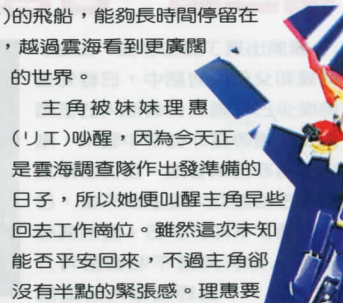 )的飛船，能夠長時間停留在
，越過雲海看到更廣闊
的世界。
主角被妹妹理惠
(リエ)吵醒，因為今天正
是雲海調查隊作出發準備的
日子，所以她便叫醒主角早些
回去工作崗位。雖然這次未知
能否平安回來，不過主角卻
沒有半點的緊張感。理惠要